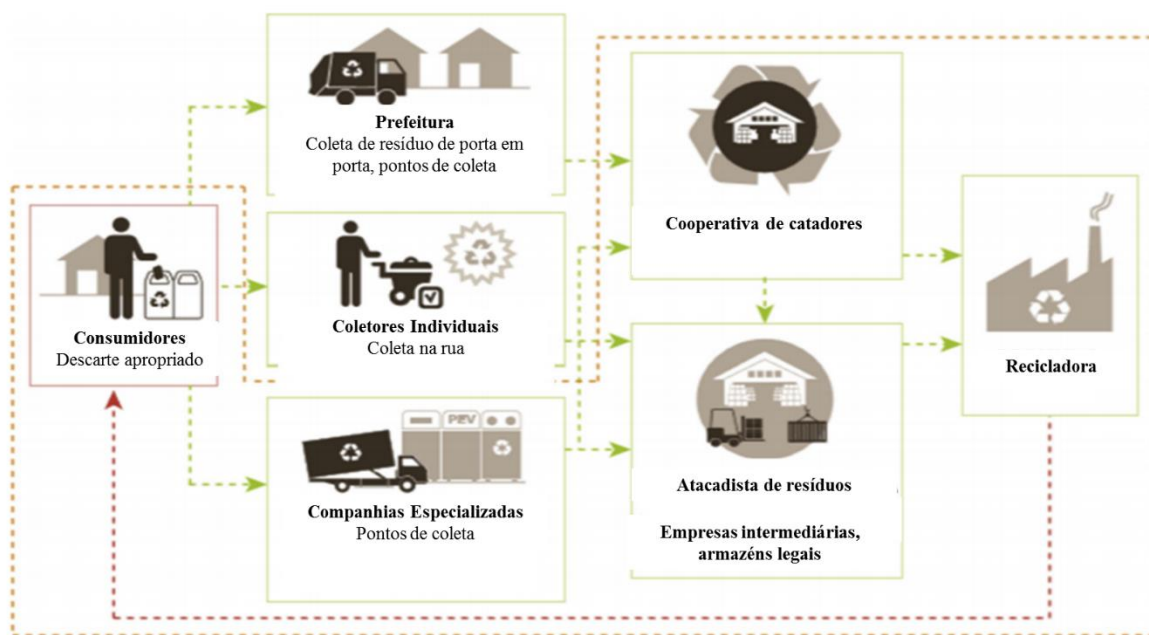 Prefeitura
Coleta de resíduo de porta em
porta, pontos de coleta
Consumidores
Descarte apropriado
Coletores Individuais
Coleta na rua
PEV
Companhias Especializadas
Pontos de coleta
Cooperativa de catadores
Atacadista de resíduos
Empresas intermediárias,
armazéns legais
Recicladora